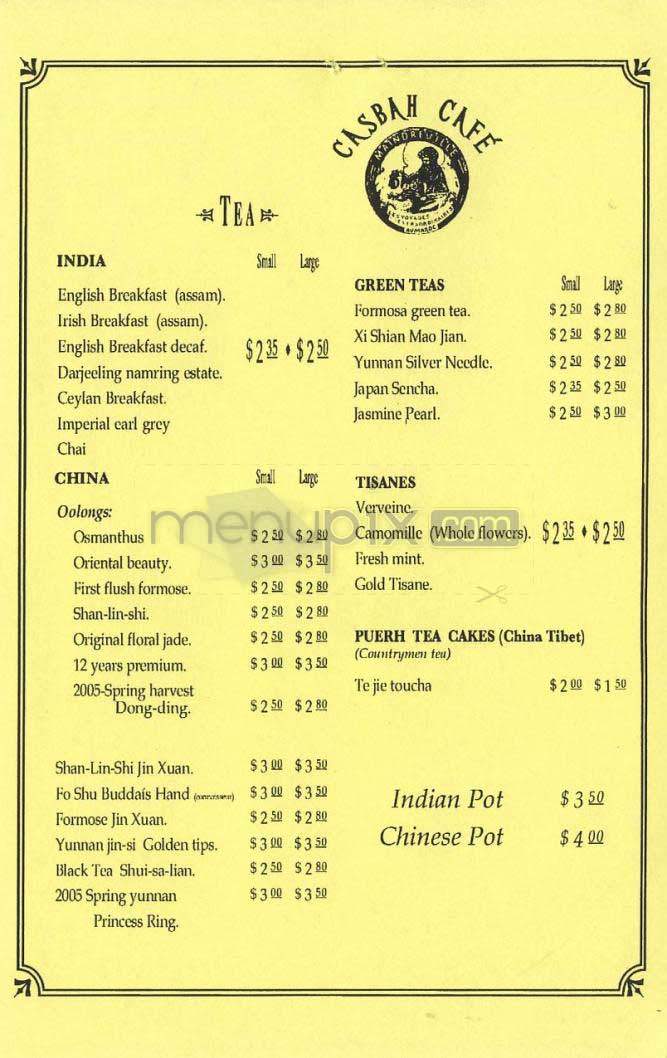 CASBAH CAFÉ
MAINDREVILLE
TEA
INDIA Small Large
English Breakfast (assam).
Irish Breakfast (assam).
English Breakfast decaf. $2 35 ♦ $2 50
Darjeeling namring estate.
Ceylan Breakfast.
Imperial earl grey
Chai
CHINA Small Large
Oolongs:
Osmanthus $2 50 $2 80
Oriental beauty. $3 00 $3 50
First flush formose. $2 50 $2 80
Shan-lin-shi. $2 50 $2 80
Original floral jade. $2 50 $2 80
12 years premium. $3 00 $3 50
2005-Spring harvest
Dong-ding. $2 50 $2 80
Shan-Lin-Shi Jin Xuan. $3 00 $3 50
Fo Shu Buddaís Hand $3 00 $3 50
Formose Jin Xuan. $2 50 $2 80
Yunnan jin-si Golden tips. $3 00 $3 50
Black Tea Shui-sa-lian. $2 50 $2 80
2005 Spring yunnan $3 00 $3 50
Princess Ring.
GREEN TEAS Small Large
Formosa green tea. $2 50 $2 80
Xi Shian Mao Jian. $2 50 $2 80
Yunnan Silver Needle. $2 50 $2 80
Japan Sencha. $2 35 $2 50
Jasmine Pearl. $2 50 $3 00
TISANES
Verveine.
Camomille (Whole flowers). $2 35 ♦ $2 50
Fresh mint.
Gold Tisane.
PUERH TEA CAKES (China Tibet)
(Countrymen tea)
Te jie toucha $2 00 $1 50
Indian Pot $3 50
Chinese Pot $4 00
menupix.com